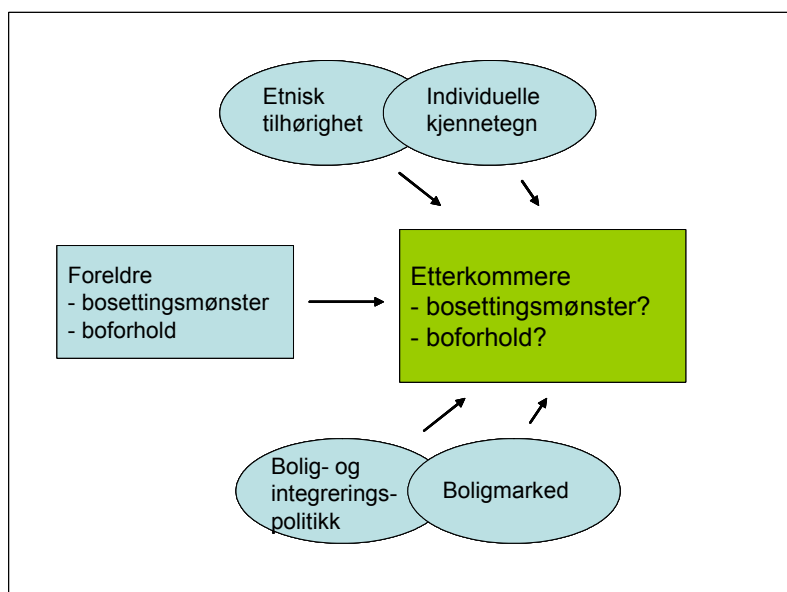 Etnisk
tilhørighet
Individuelle
kjennetegn
Foreldre
- bosettingsmønster
- boforhold
Etterkommere
- bosettingsmønster?
- boforhold?
Bolig- og
integrerings-
politikk
Boligmarked